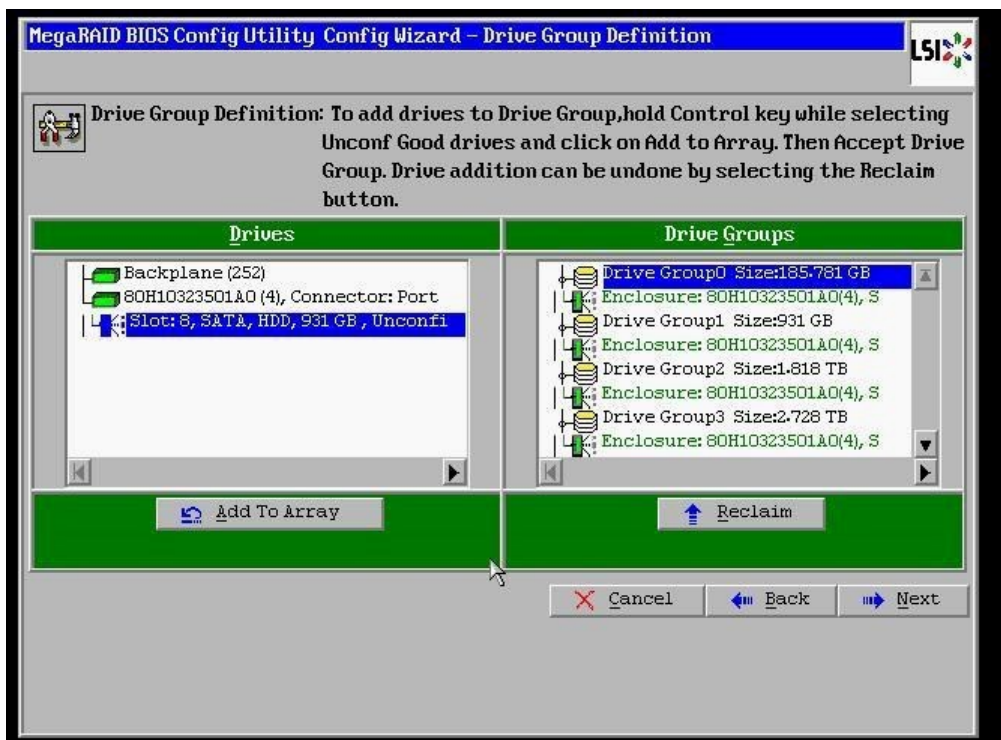 MegaRAID BIOS Config Utility Config Wizard - Drive Group Definition
LSI
Drive Group Definition: To add drives to Drive Group,hold Control key while selecting
Unconf Good drives and click on Add to Array. Then Accept Drive
Group. Drive addition can be undone by selecting the Reclaim
button.
Drives
Backplane (252)
80H10323501A0 (4), Connector: Port
Slot: 8, SATA, HDD, 931 GB , Unconfi
Add To Array
Drive Groups
Drive Group0 Size:185.781 GB
Enclosure: 80H10323501A0(4), S
Drive Group1 Size:931 GB
Enclosure: 80H10323501A0(4), S
Drive Group2 Size:1.818 TB
Enclosure: 80H10323501A0(4), S
Drive Group3 Size:2.728 TB
Enclosure: 80H10323501A0(4), S
Reclaim
Cancel
Back
Next